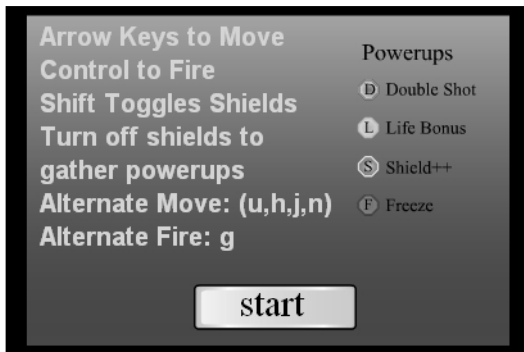 Arrow Keys to Move
Control to Fire
Shift Toggles Shields
Turn off shields to
gather powerups
Alternate Move: (u,h,j,n)
Alternate Fire: g
Powerups
D Double Shot
L Life Bonus
S Shield++
F Freeze
start